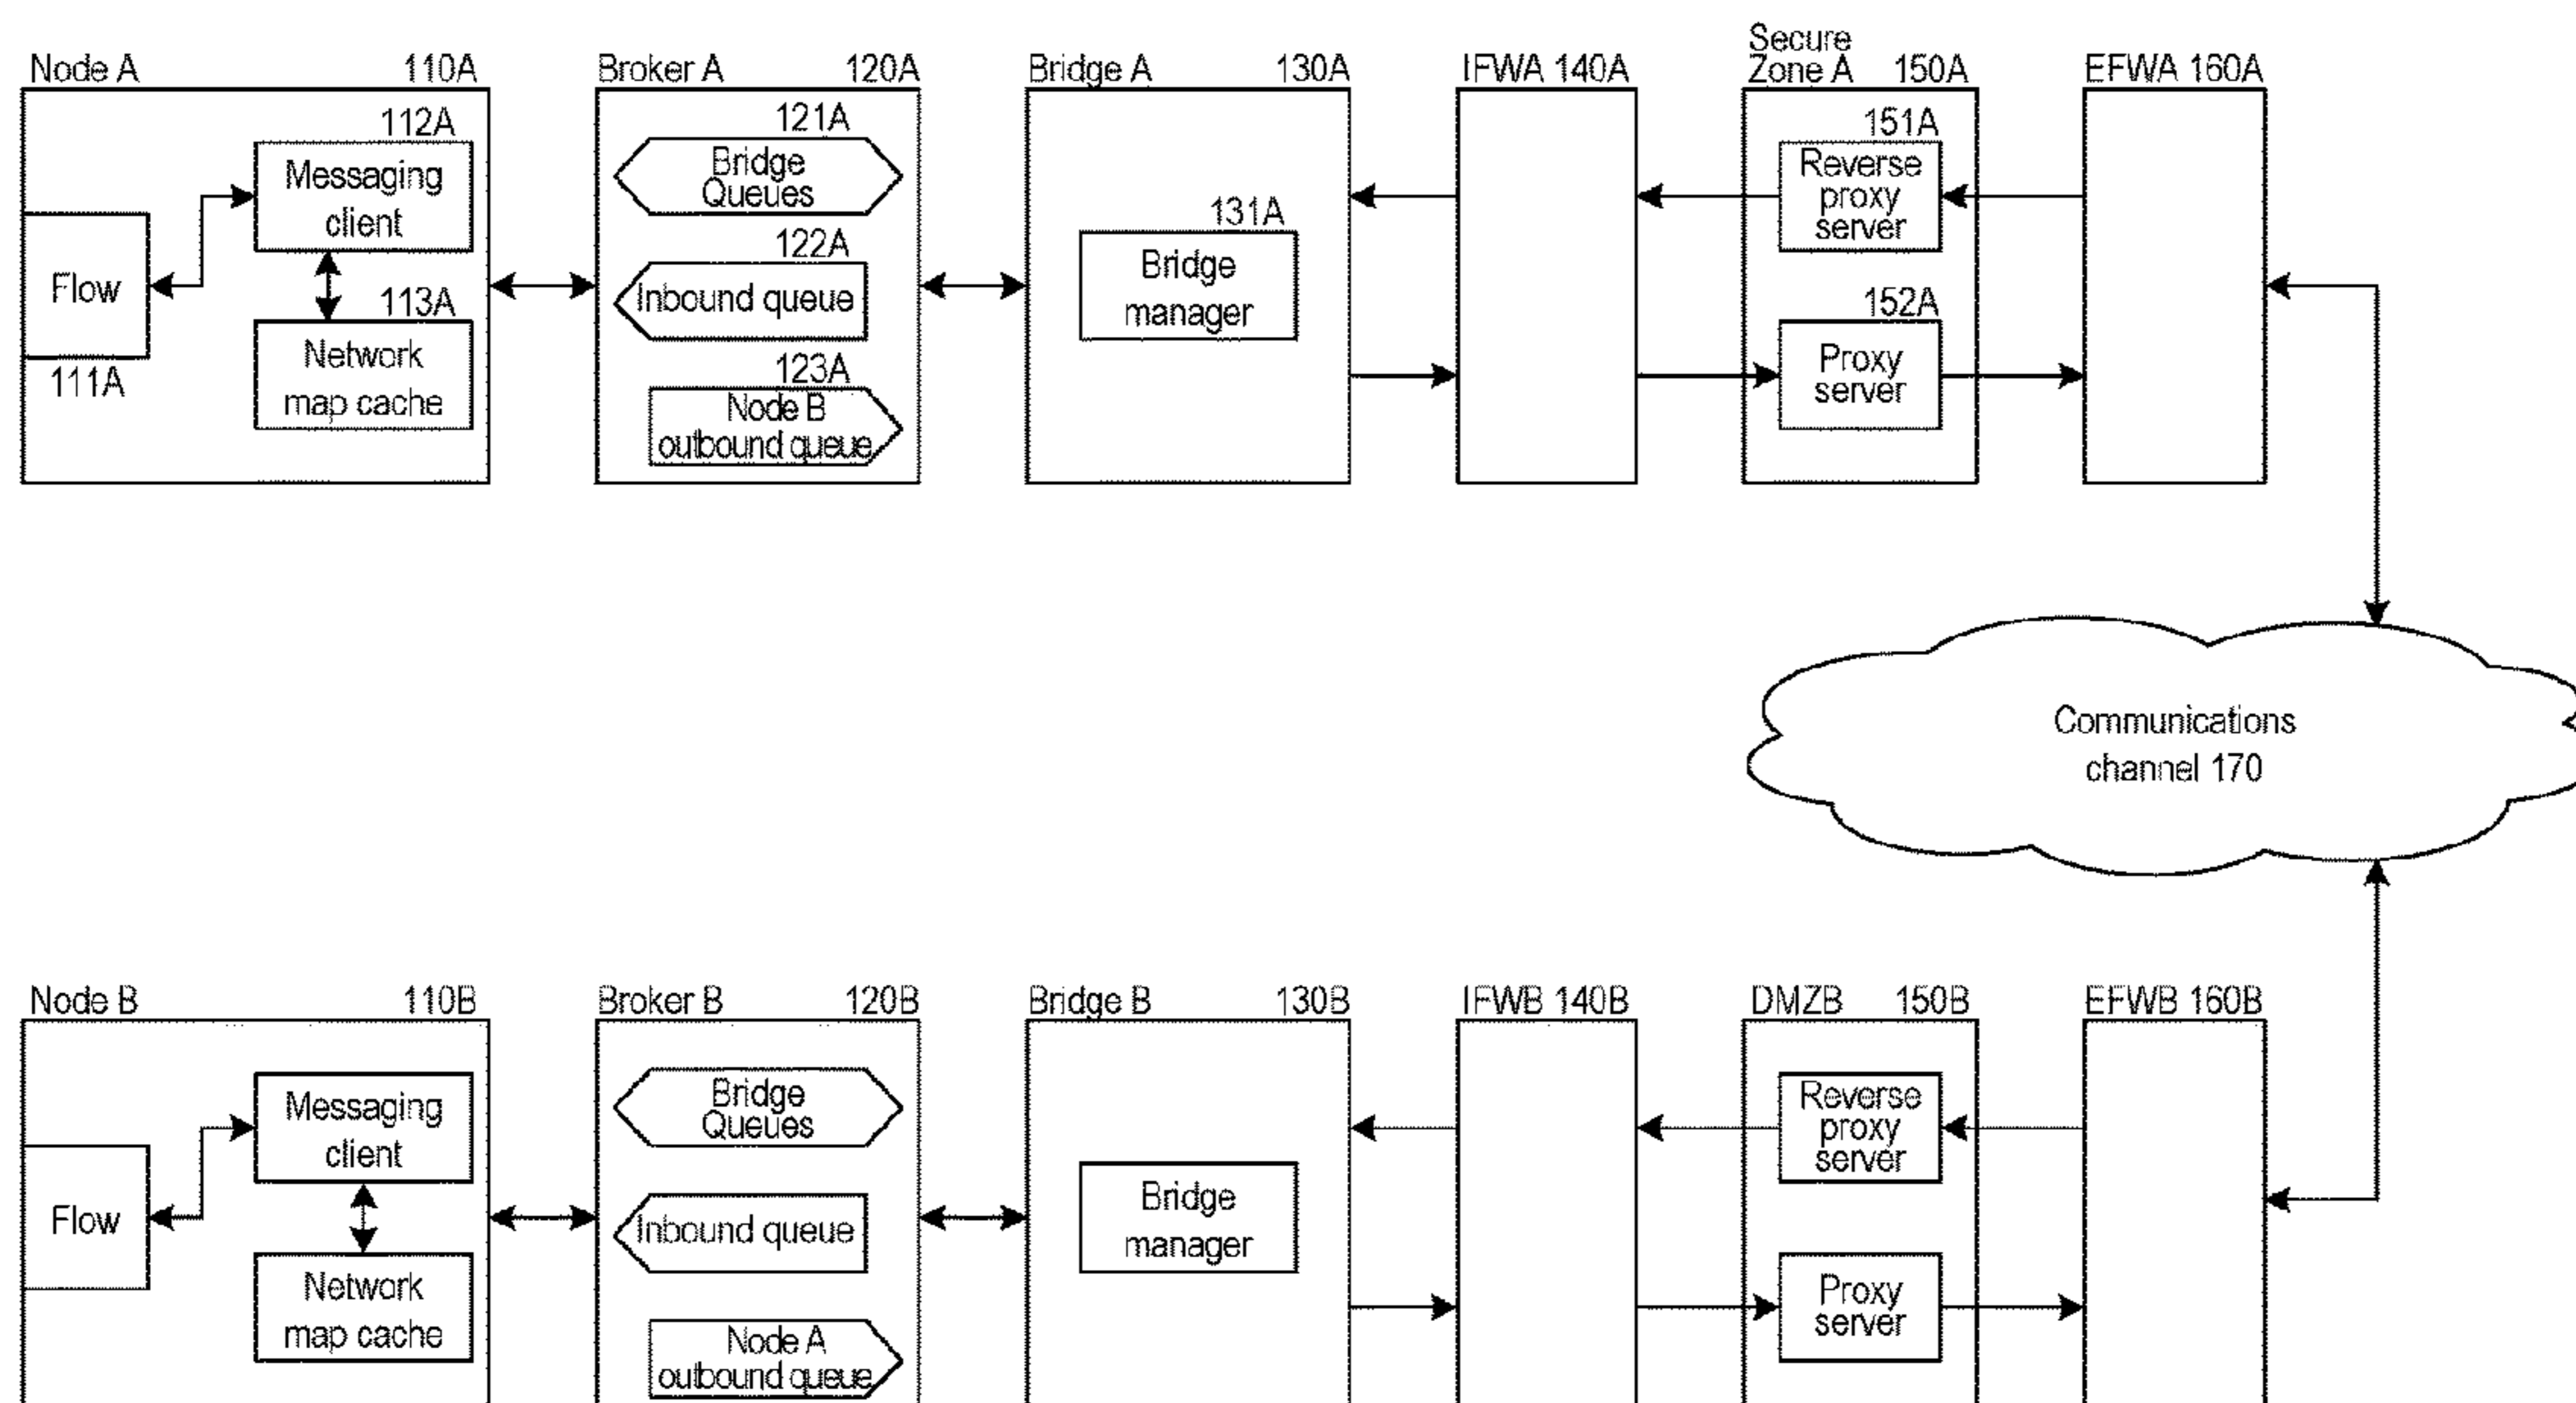 Node A 110A
Broker A 120A
Bridge A 130A
IFWA 140A
Secure
Zone A 150A
EFWA 160A
112A
Messaging
client
Flow
111A
113A
Network
map cache
121A
Bridge
Queues
122A
Inbound queue
123A
Node B
outbound queue
131A
Bridge
manager
151A
Reverse
proxy
server
152A
Proxy
server
Communications
channel 170
Node B 110B
Broker B 120B
Bridge B 130B
IFWB 140B
DMZB 150B
EFWB 160B
Messaging
client
Flow
Network
map cache
Bridge
Queues
Inbound queue
Node A
outbound queue
Bridge
manager
Reverse
proxy
server
Proxy
server